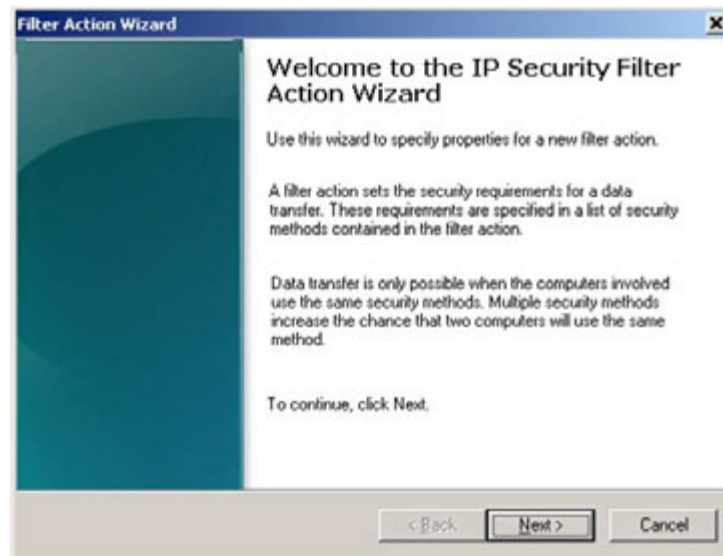 Filter Action Wizard
Welcome to the IP Security Filter
Action Wizard
Use this wizard to specify properties for a new filter action.
A filter action sets the security requirements for a data
transfer. These requirements are specified in a list of security
methods contained in the filter action.
Data transfer is only possible when the computers involved
use the same security methods. Multiple security methods
increase the chance that two computers will use the same
method.
To continue, click Next.
< Back Next > Cancel